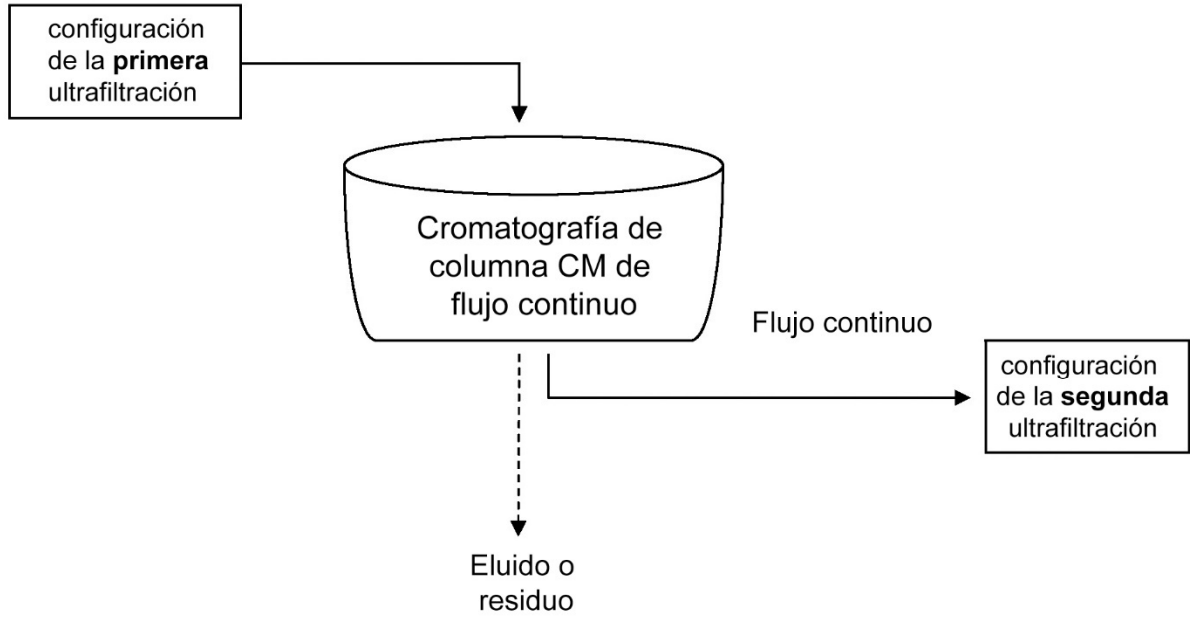 configuración
de la primera
ultrafiltración
Cromatografía de
columna CM de
flujo continuo
Flujo continuo
configuración
de la segunda
ultrafiltración
Eluido o
residuo